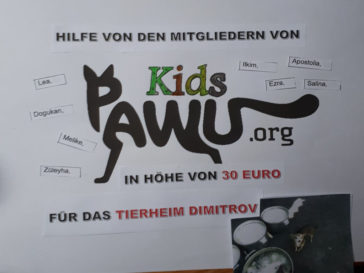 HILFE VON DEN MITGLIEDERN VON
Lea,
Dogukan,
Melike,
Züleyha,
Kids
PAWU
.org
Ilkim,
Apostolia,
Ezra,
Salina,
IN HÖHE VON 30 EURO
FÜR DAS TIERHEIM DIMITROV